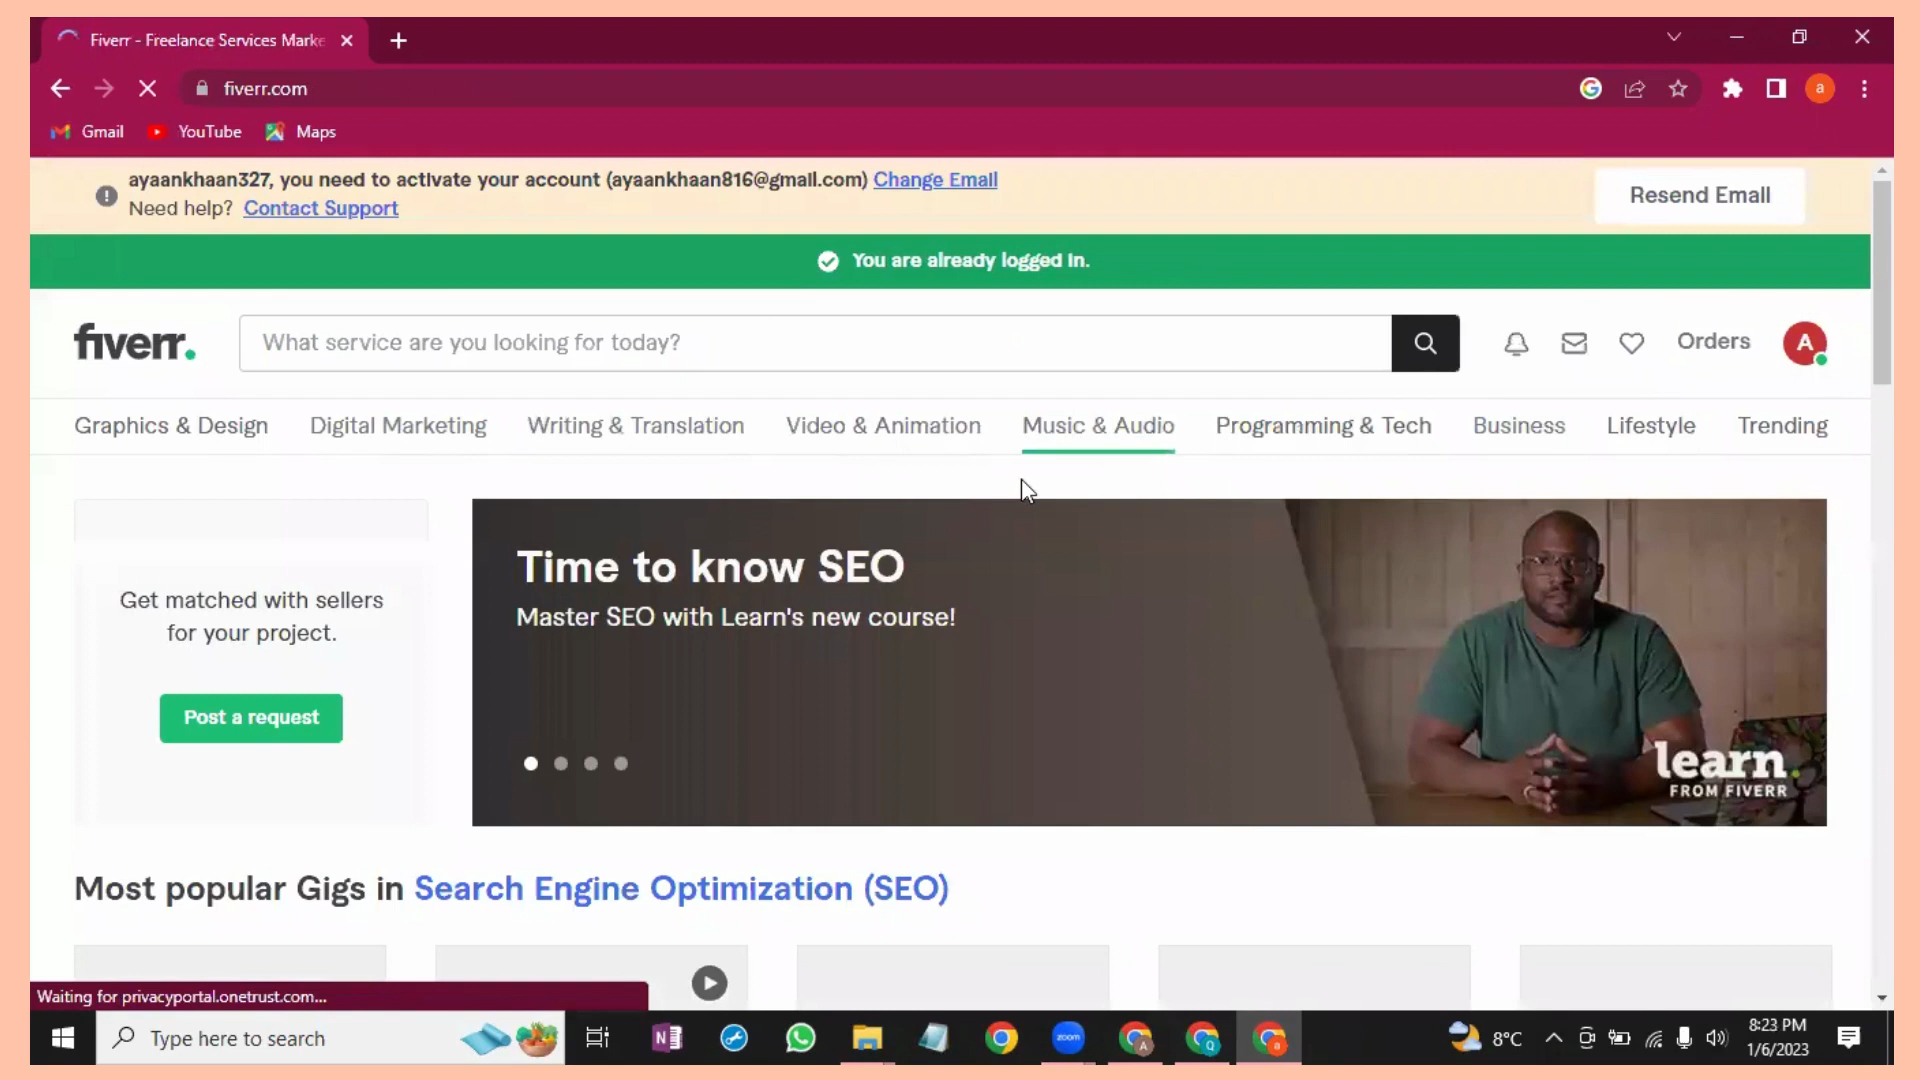 Fiverr - Freelance Services Marke
fiverr.com
a
Gmail YouTube Maps
ayaankhaan327, you need to activate your account (ayaankhaan816@gmail.com) Change Email
Need help? Contact Support
Resend Email
You are already logged in.
fiverr.
What service are you looking for today?
Orders
A
Graphics & Design Digital Marketing Writing & Translation Video & Animation Music & Audio Programming & Tech Business Lifestyle Trending
Get matched with sellers
for your project.
Post a request
Time to know SEO
Master SEO with Learn's new course!
learn.
FROM FIVERR
Most popular Gigs in Search Engine Optimization (SEO)
Waiting for privacyportal.onetrust.com...
Type here to search
N
zoom
A
Q
a
8°C
8:23 PM
1/6/2023